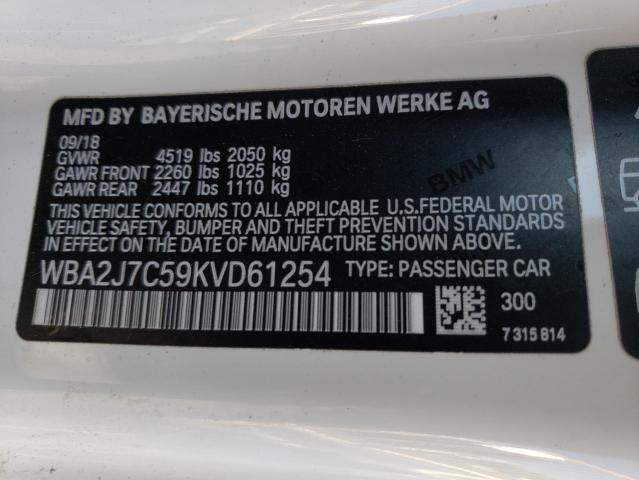 MFD BY BAYERISCHE MOTOREN WERKE AG
09/18
GVWR 4519 lbs 2050 kg
GAWR FRONT 2260 lbs 1025 kg
GAWR REAR 2447 lbs 1110 kg
BMW
THIS VEHICLE CONFORMS TO ALL APPLICABLE U.S.FEDERAL MOTOR
VEHICLE SAFETY, BUMPER AND THEFT PREVENTION STANDARDS
IN EFFECT ON THE DATE OF MANUFACTURE SHOWN ABOVE.
WBA2J7C59KVD61254 TYPE: PASSENGER CAR
300
7 315 814